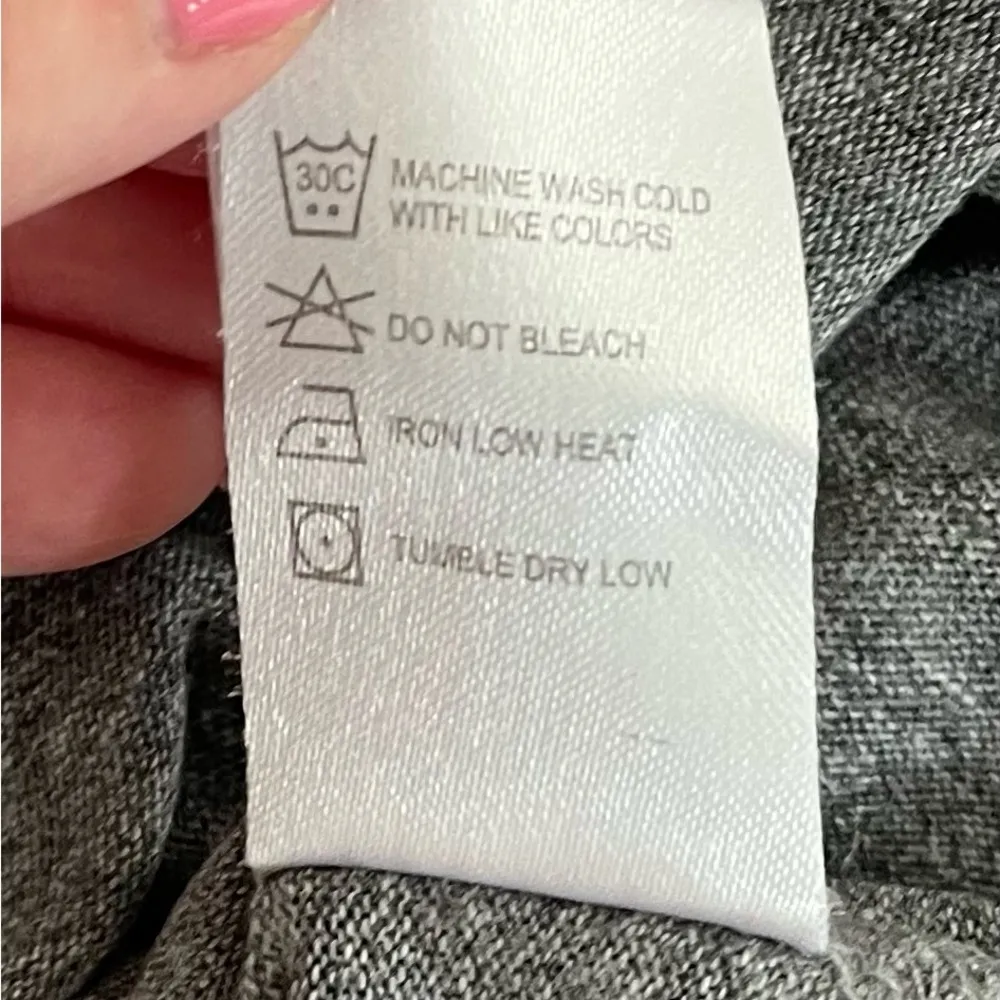 30C
MACHINE WASH COLD
WITH LIKE COLORS
DO NOT BLEACH
IRON LOW HEAT
TUMBLE DRY LOW